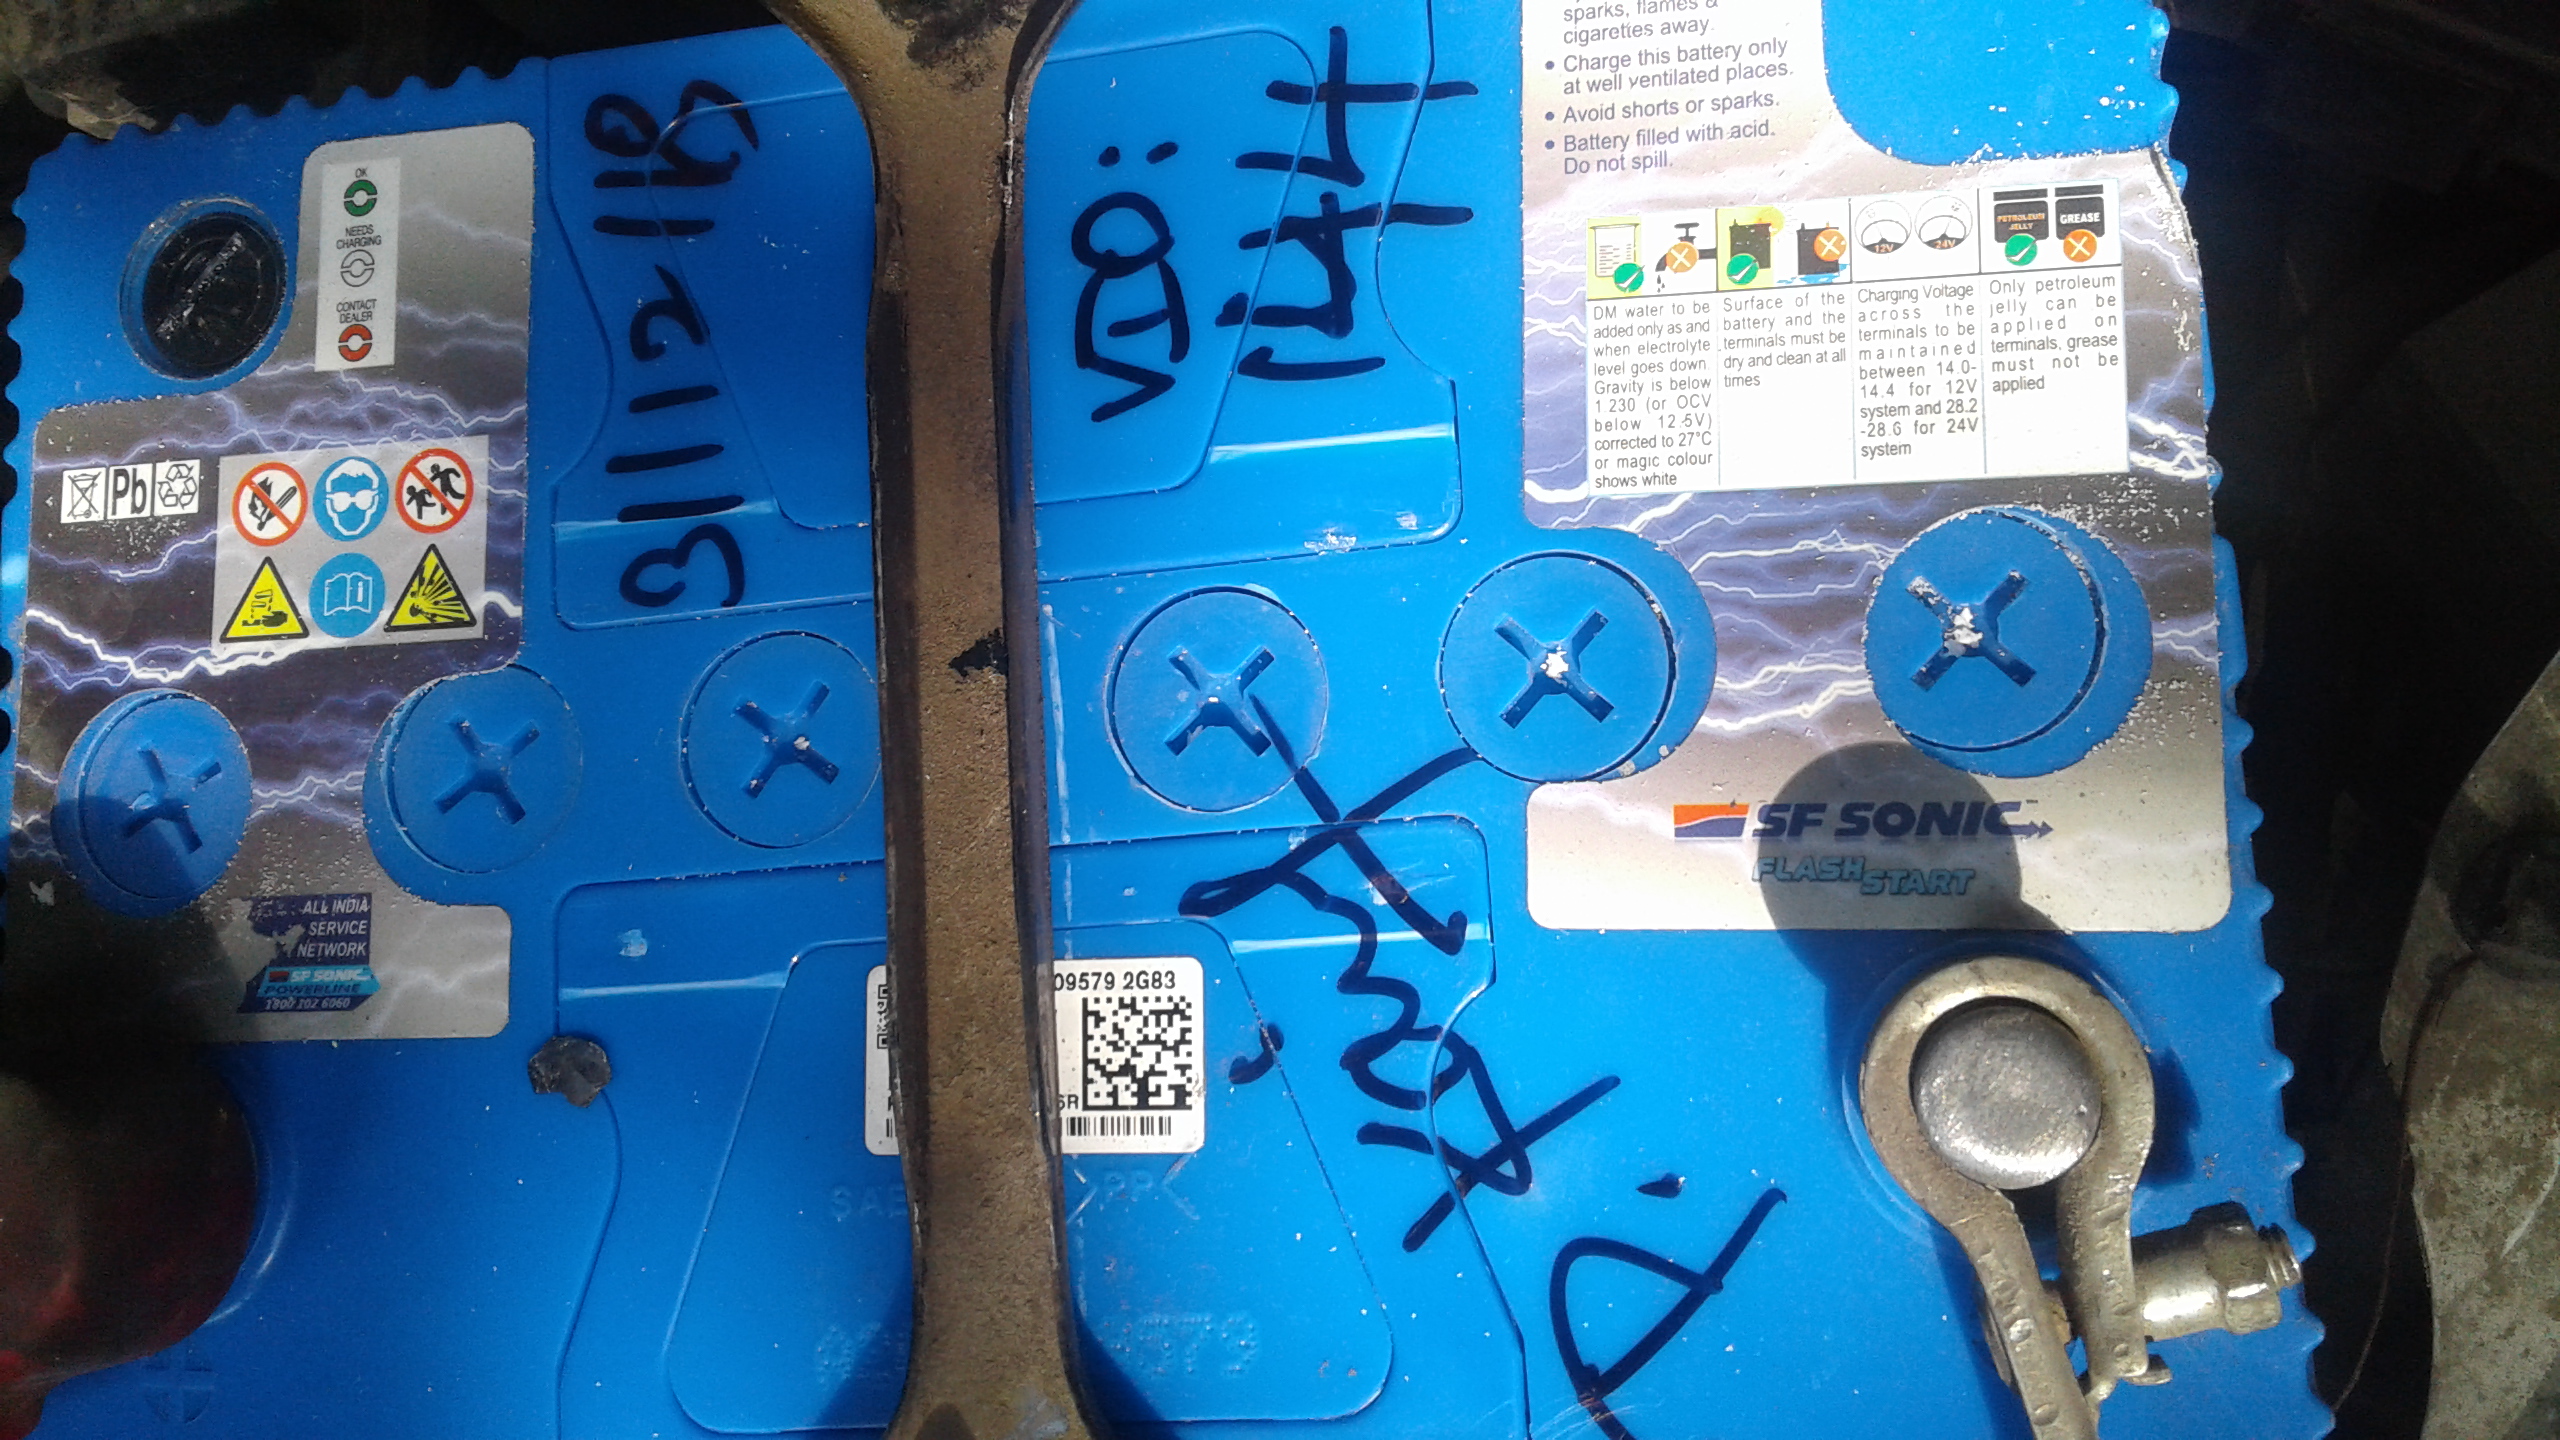 OK
NEEDS
CHARGING
CONTACT
DEALER
Pb
sparks, flames &
cigarettes away.
• Charge this battery only
at well ventilated places.
• Avoid shorts or sparks.
• Battery filled with acid.
Do not spill.
PETROLEUM
JELLY
GREASE
12V
24V
DM water to be
added only as and
when electrolyte
level goes down.
Gravity is below
1.230 (or OCV
below 12.5V)
corrected to 27°C
or magic colour
shows white
Surface of the
battery and the
terminals must be
dry and clean at all
times
Charging Voltage
across the
terminals to be
maintained
between 14.0-
14.4 for 12V
system and 28.2
-28.6 for 24V
system
Only petroleum
jelly can be
applied on
terminals, grease
must not be
applied
SF SONIC
FLASH START
ALL INDIA
SERVICE
NETWORK
SF SONIC
POWERLINE
1800 102 6060
09579 2G83
>PP<